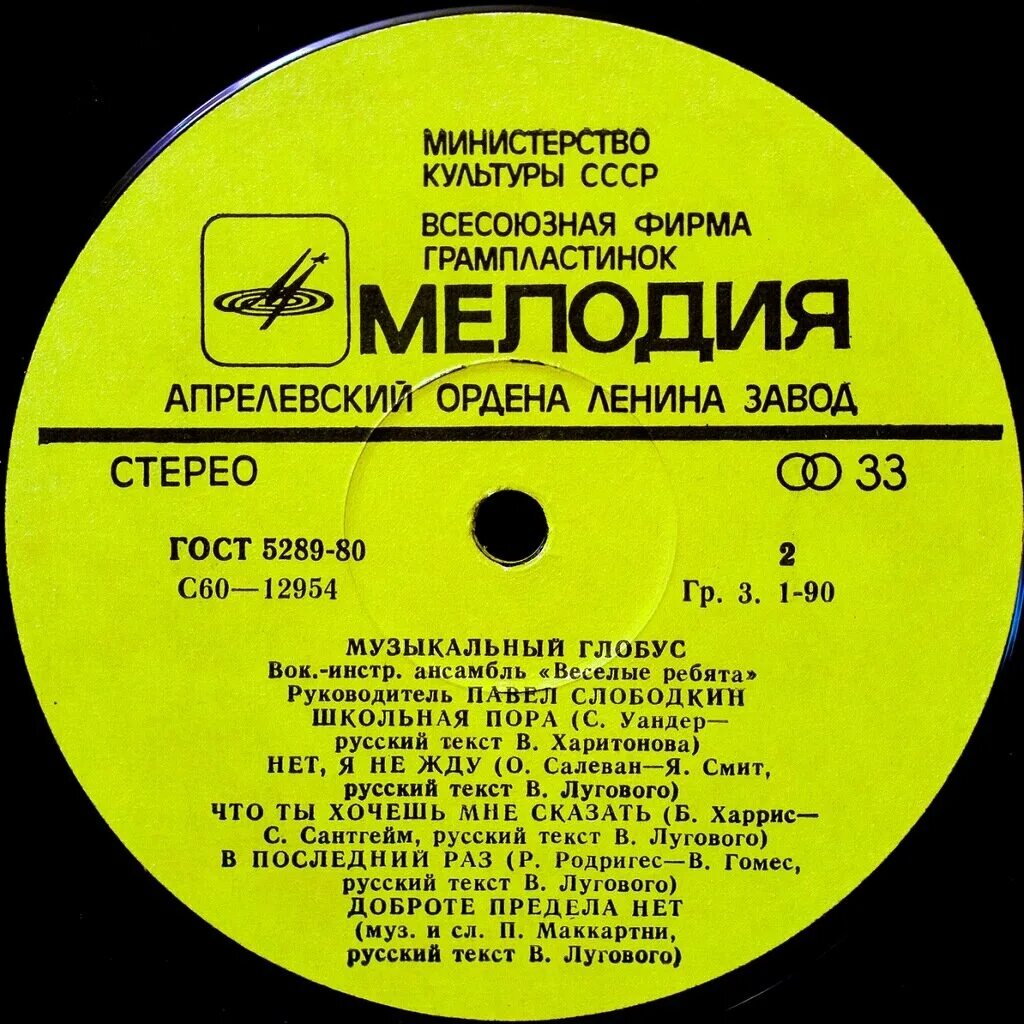 МИНИСТЕРСТВО
КУЛЬТУРЫ СССР
ВСЕСОЮЗНАЯ ФИРМА
ГРАМПЛАСТИНОК
МЕЛОДИЯ
АПРЕЛЕВСКИЙ ОРДЕНА ЛЕНИНА ЗАВОД
СТЕРЕО 33
ГОСТ 5289-80 2
С60—12954 Гр. 3. 1-90
МУЗЫКАЛЬНЫЙ ГЛОБУС
Вок.-инстр. ансамбль «Веселые ребята»
Руководитель ПАВЕЛ СЛОБОДКИН
ШКОЛЬНАЯ ПОРА (С. Уандер—
русский текст В. Харитонова)
НЕТ, Я НЕ ЖДУ (О. Салеван—Я. Смит,
русский текст В. Лугового)
ЧТО ТЫ ХОЧЕШЬ МНЕ СКАЗАТЬ (Б. Харрис—
С. Сантгейм, русский текст В. Лугового)
В ПОСЛЕДНИЙ РАЗ (Р. Родригес—В. Гомес,
русский текст В. Лугового)
ДОБРОТЕ ПРЕДЕЛА НЕТ
(муз. и сл. П. Маккартни,
русский текст В. Лугового)